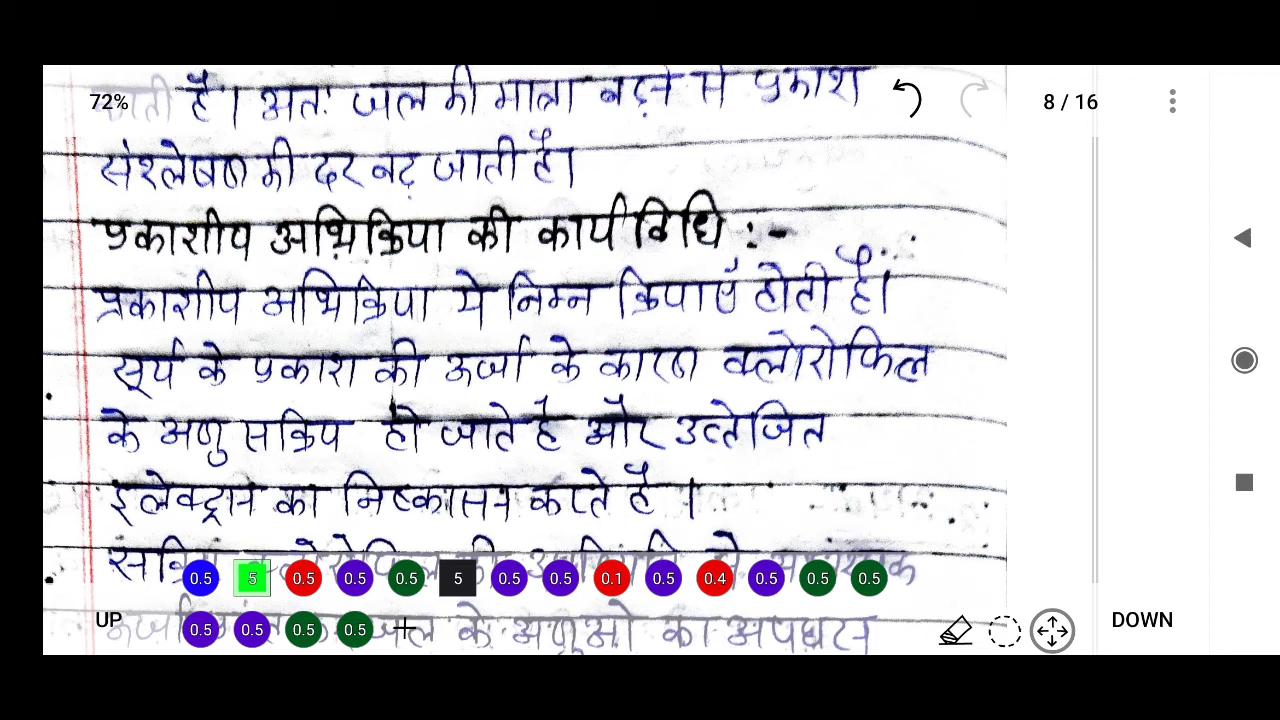 72%
8 / 16
है। अतः जल की मात्रा बढ़ने से प्रकाश
संश्लेषण की दर बढ़ जाती है।
प्रकाशीय अभिक्रिया की कार्य विधि :-
प्रकाशीय अभिक्रिया मे निम्न क्रियाएँ होती हैं।
सूर्य के प्रकाश की ऊर्जा के कारण क्लोरोफिल
के अणु सक्रिय हो जाते है और उत्तेजित
इलेक्ट्रान का निष्कासन करते है ।
की
0.5 5 0.5 0.5 0.5 5 0.5 0.5 0.1 0.5 0.4 0.5 0.5 0.5
UP
जल के अणुओ का अपघटन
DOWN
0.5 0.5 0.5 0.5 +